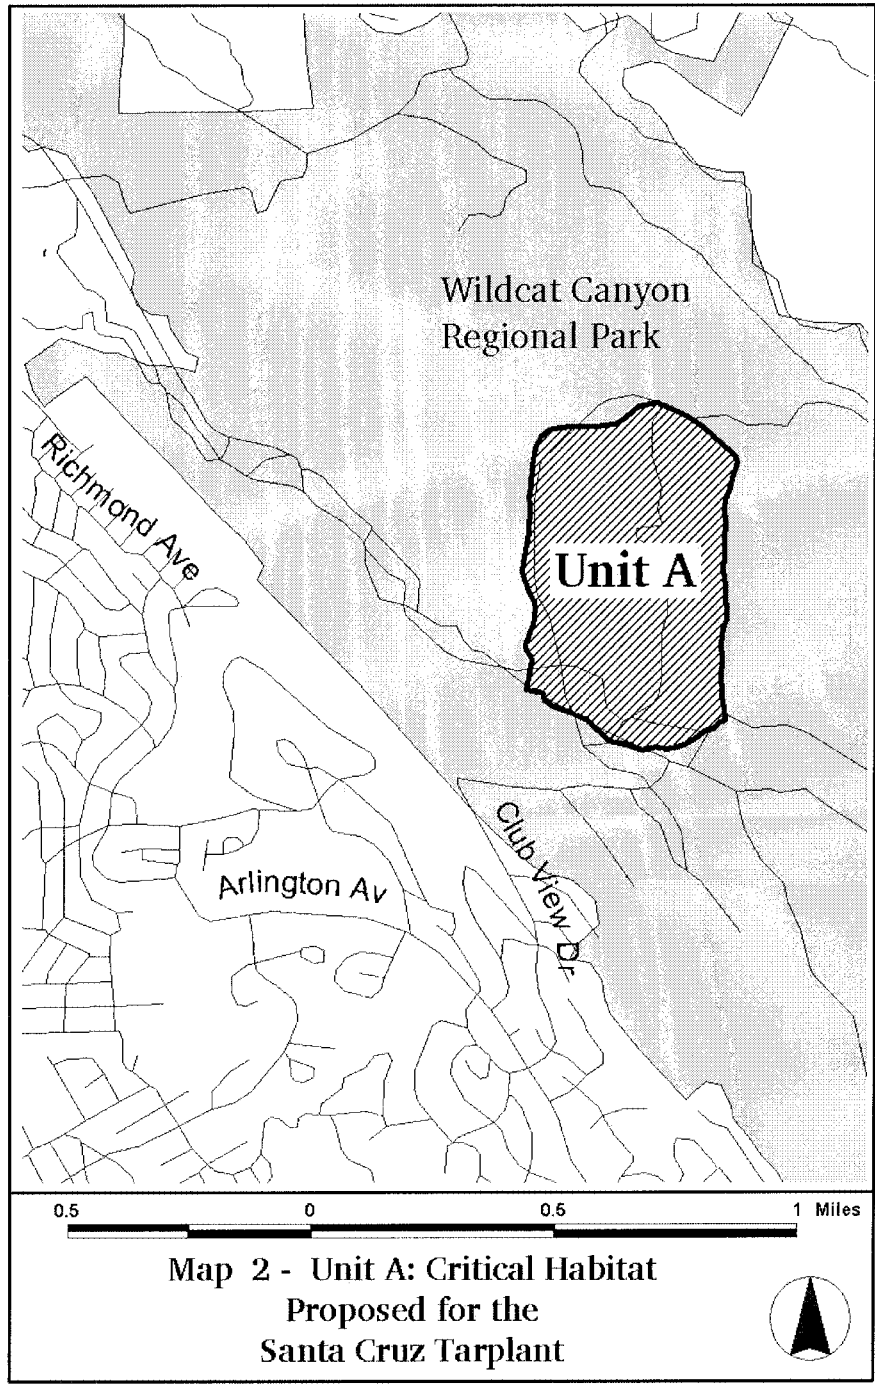 Wildcat Canyon
Regional Park
Richmond Ave
Unit A
Club View Dr
Arlington Av
0.5 0 0.5 1 Miles
Map 2 - Unit A: Critical Habitat
Proposed for the
Santa Cruz Tarplant